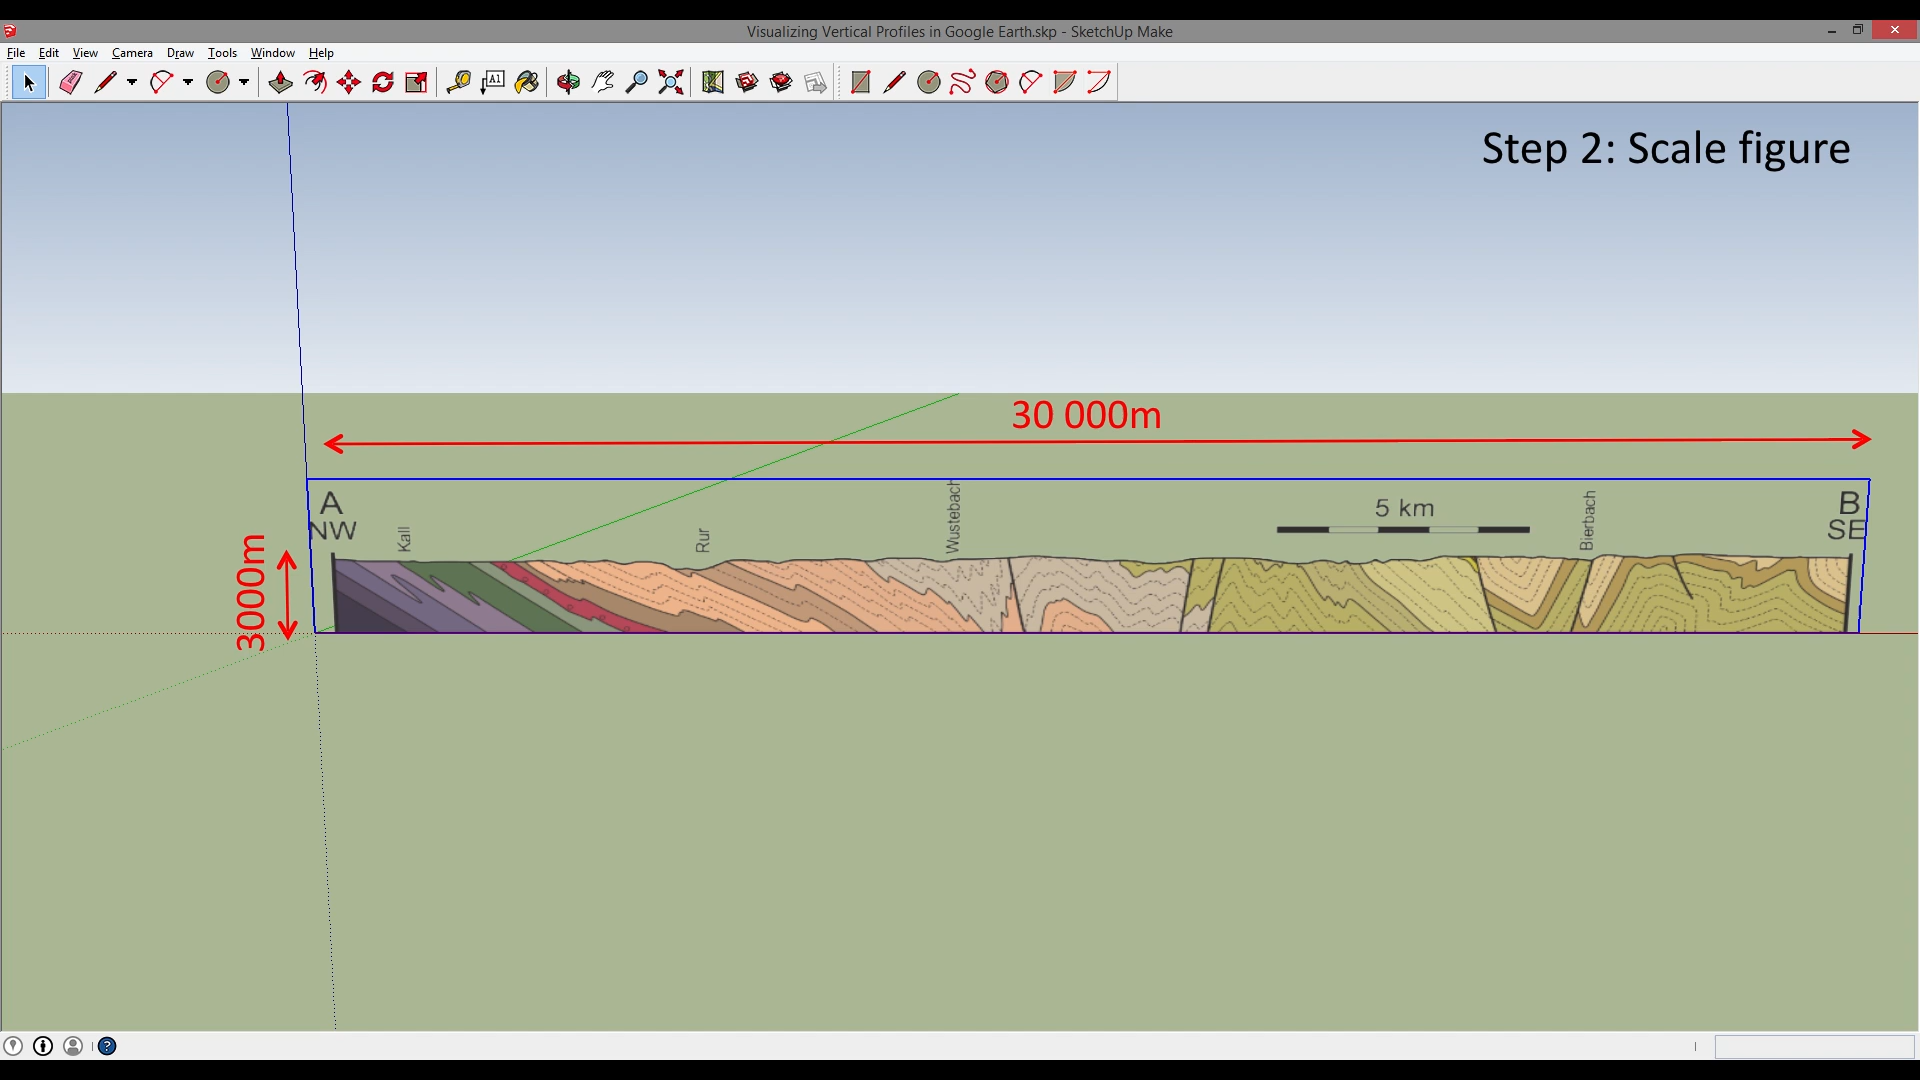 Visualizing Vertical Profiles in Google Earth.skp - SketchUp Make
File Edit View Camera Draw Tools Window Help
A1
Step 2: Scale figure
30 000m
A
NW
Kall
Rur
Wustebach
5 km
Bierbach
B
SE
3000m
?